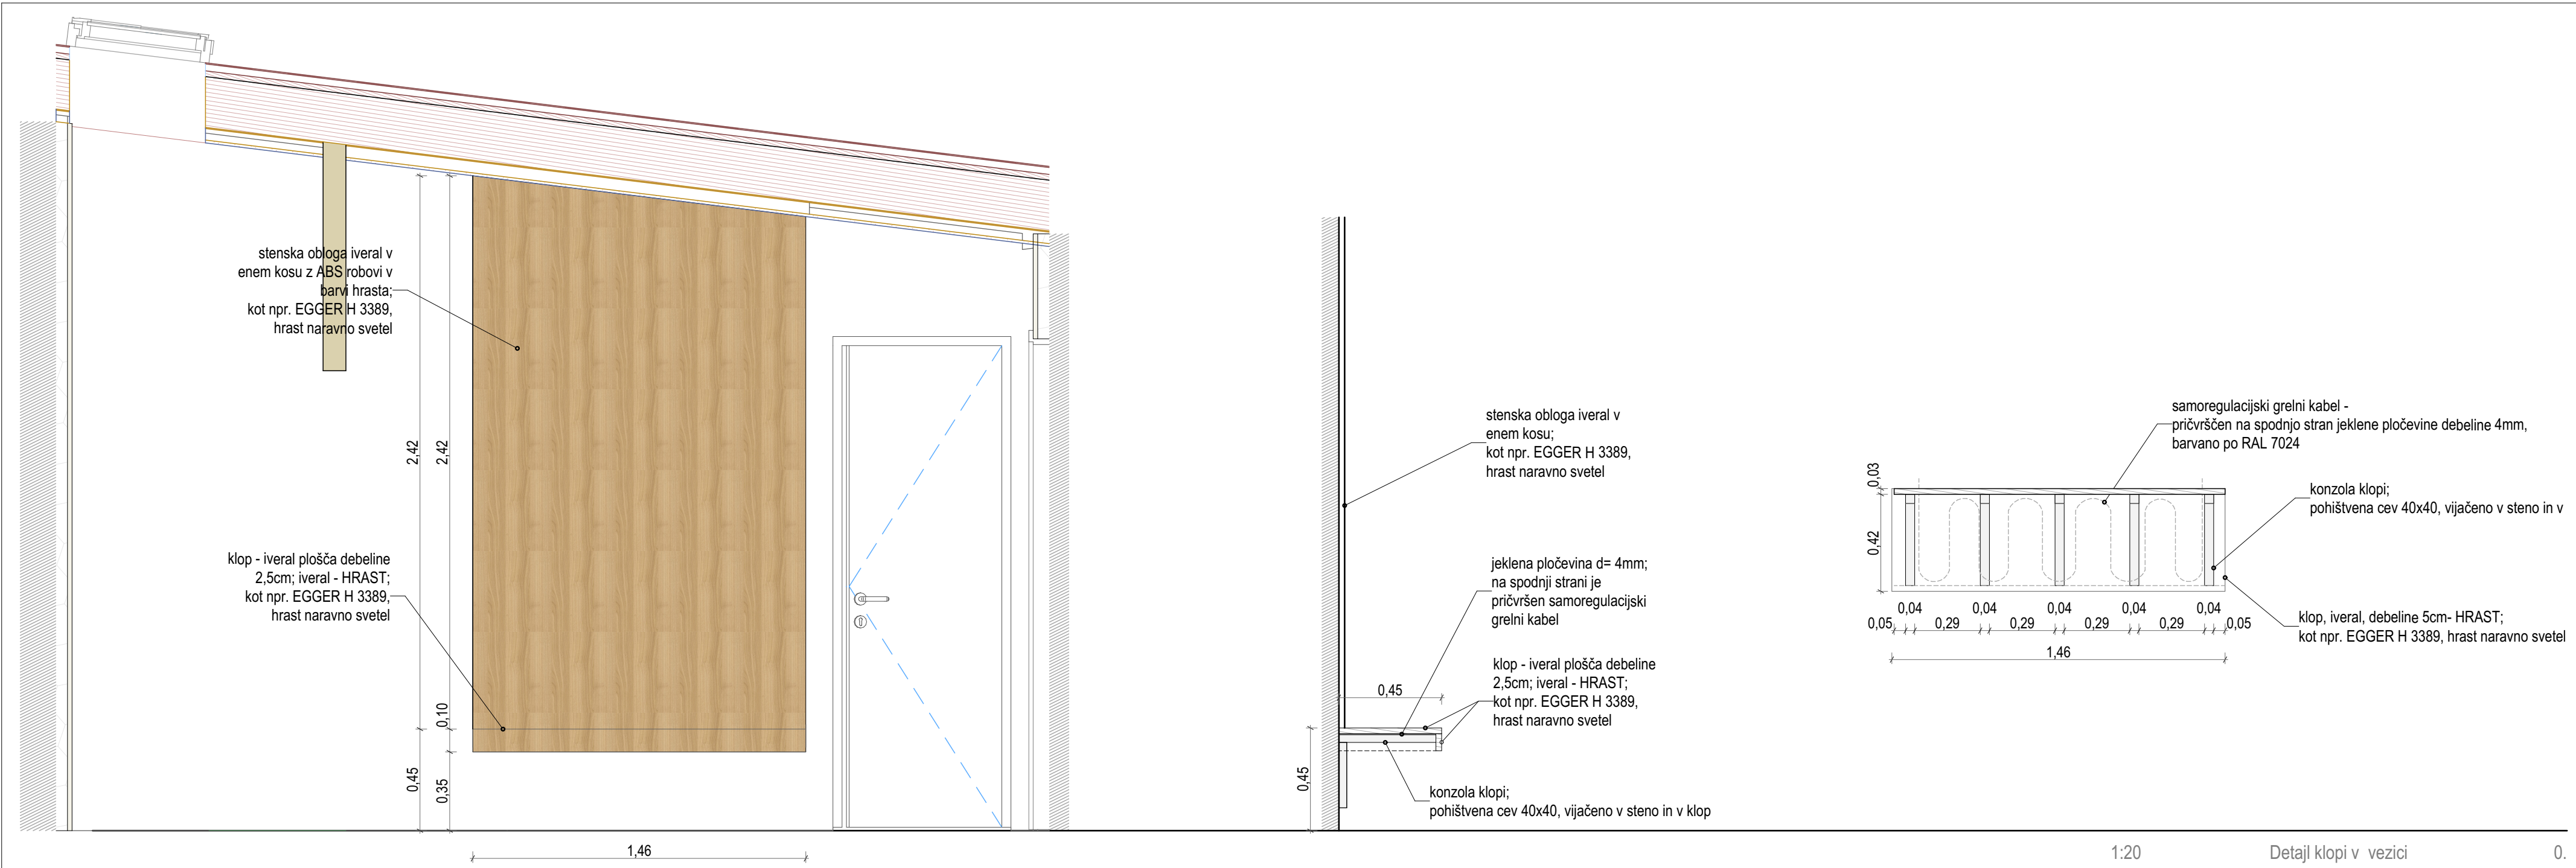 stenska obloga iveral v
enem kosu z ABS robovi v
barvi hrasta;
kot npr. EGGER H 3389,
hrast naravno svetel
klop - iveral plošča debeline
2,5cm; iveral - HRAST;
kot npr. EGGER H 3389,
hrast naravno svetel
2,42
2,42
0,10
0,45
0,35
1,46
stenska obloga iveral v
enem kosu;
kot npr. EGGER H 3389,
hrast naravno svetel
jeklena pločevina d= 4mm;
na spodnji strani je
pričvršen samoregulacijski
grelni kabel
klop - iveral plošča debeline
2,5cm; iveral - HRAST;
kot npr. EGGER H 3389,
hrast naravno svetel
0,45
0,45
konzola klopi;
pohištvena cev 40x40, vijačeno v steno in v klop
samoregulacijski grelni kabel -
pričvrščen na spodnjo stran jeklene pločevine debeline 4mm,
barvano po RAL 7024
konzola klopi;
pohištvena cev 40x40, vijačeno v steno in v
klop, iveral, debeline 5cm- HRAST;
kot npr. EGGER H 3389, hrast naravno svetel
0,03
0,42
0,04 0,04 0,04 0,04 0,04
0,05 0,29 0,29 0,29 0,29 0,05
1,46
1:20 Detajl klopi v vezici 0.